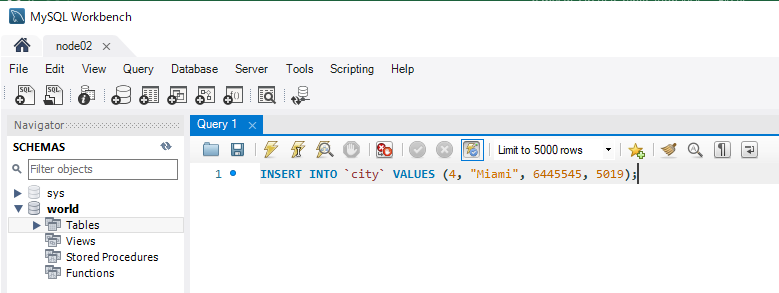 MySQL Workbench
node02
File Edit View Query Database Server Tools Scripting Help
Navigator
Query 1
SCHEMAS
Limit to 5000 rows
Filter objects
1 INSERT INTO `city` VALUES (4, "Miami", 6445545, 5019);
sys
world
Tables
Views
Stored Procedures
Functions